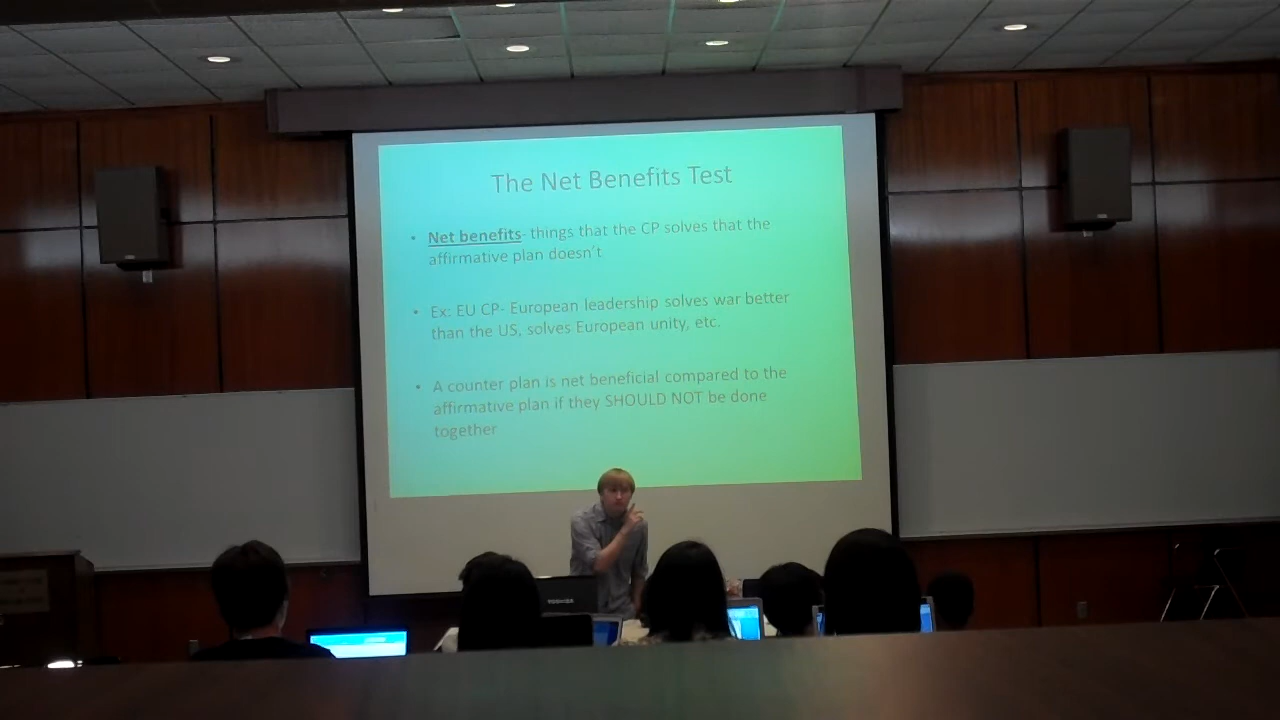 The Net Benefits Test
• Net benefits- things that the CP solves that the
affirmative plan doesn't
• Ex: EU CP- European leadership solves war better
than the US, solves European unity, etc.
• A counter plan is net beneficial compared to the
affirmative plan if they SHOULD NOT be done
together
TOSHIBA